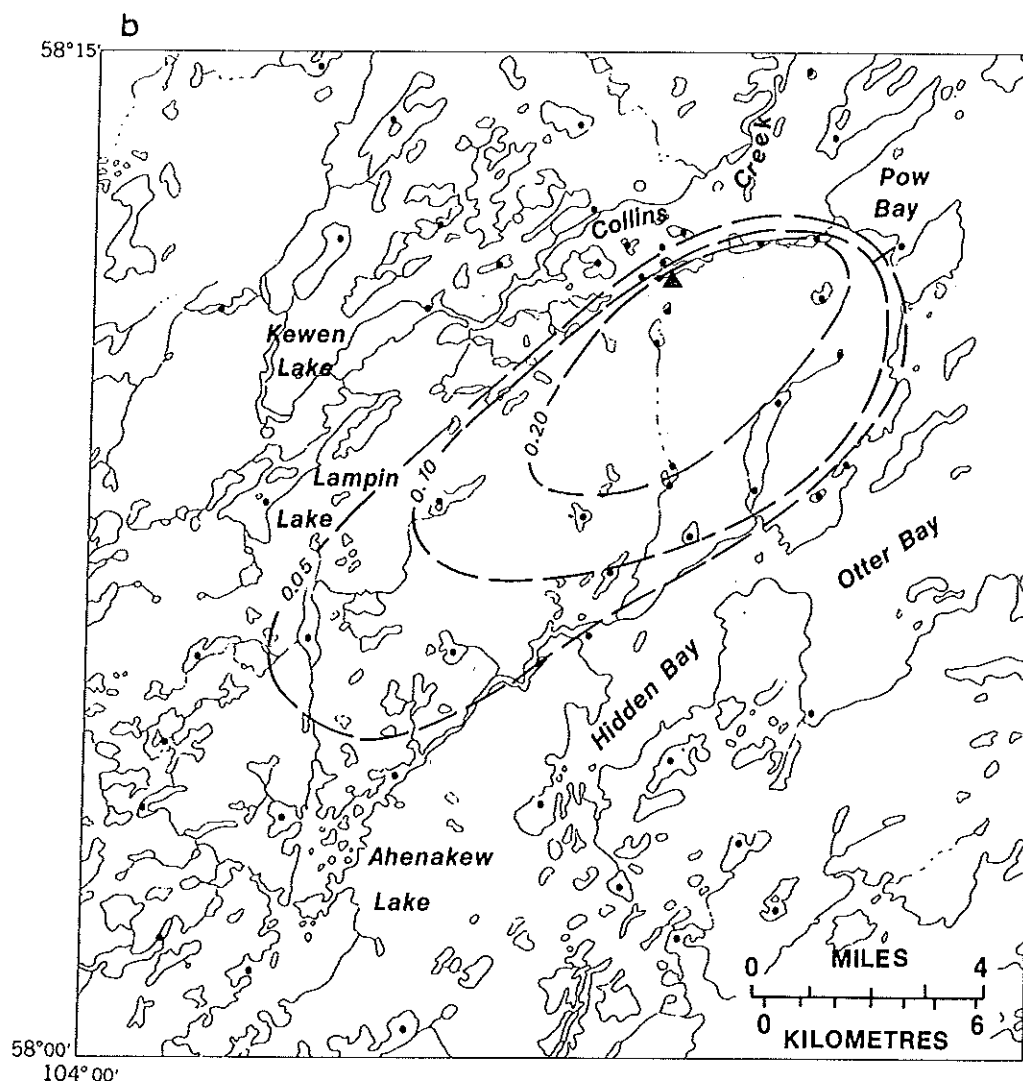 b
58°15'
Creek
Pow
Bay
Collins
Kewen
Lake
0.20
0.10
Lampin
Lake
0.05
Otter Bay
Hidden Bay
Ahenakew
Lake
0 MILES 4
0 KILOMETRES 6
58°00'
104°00'